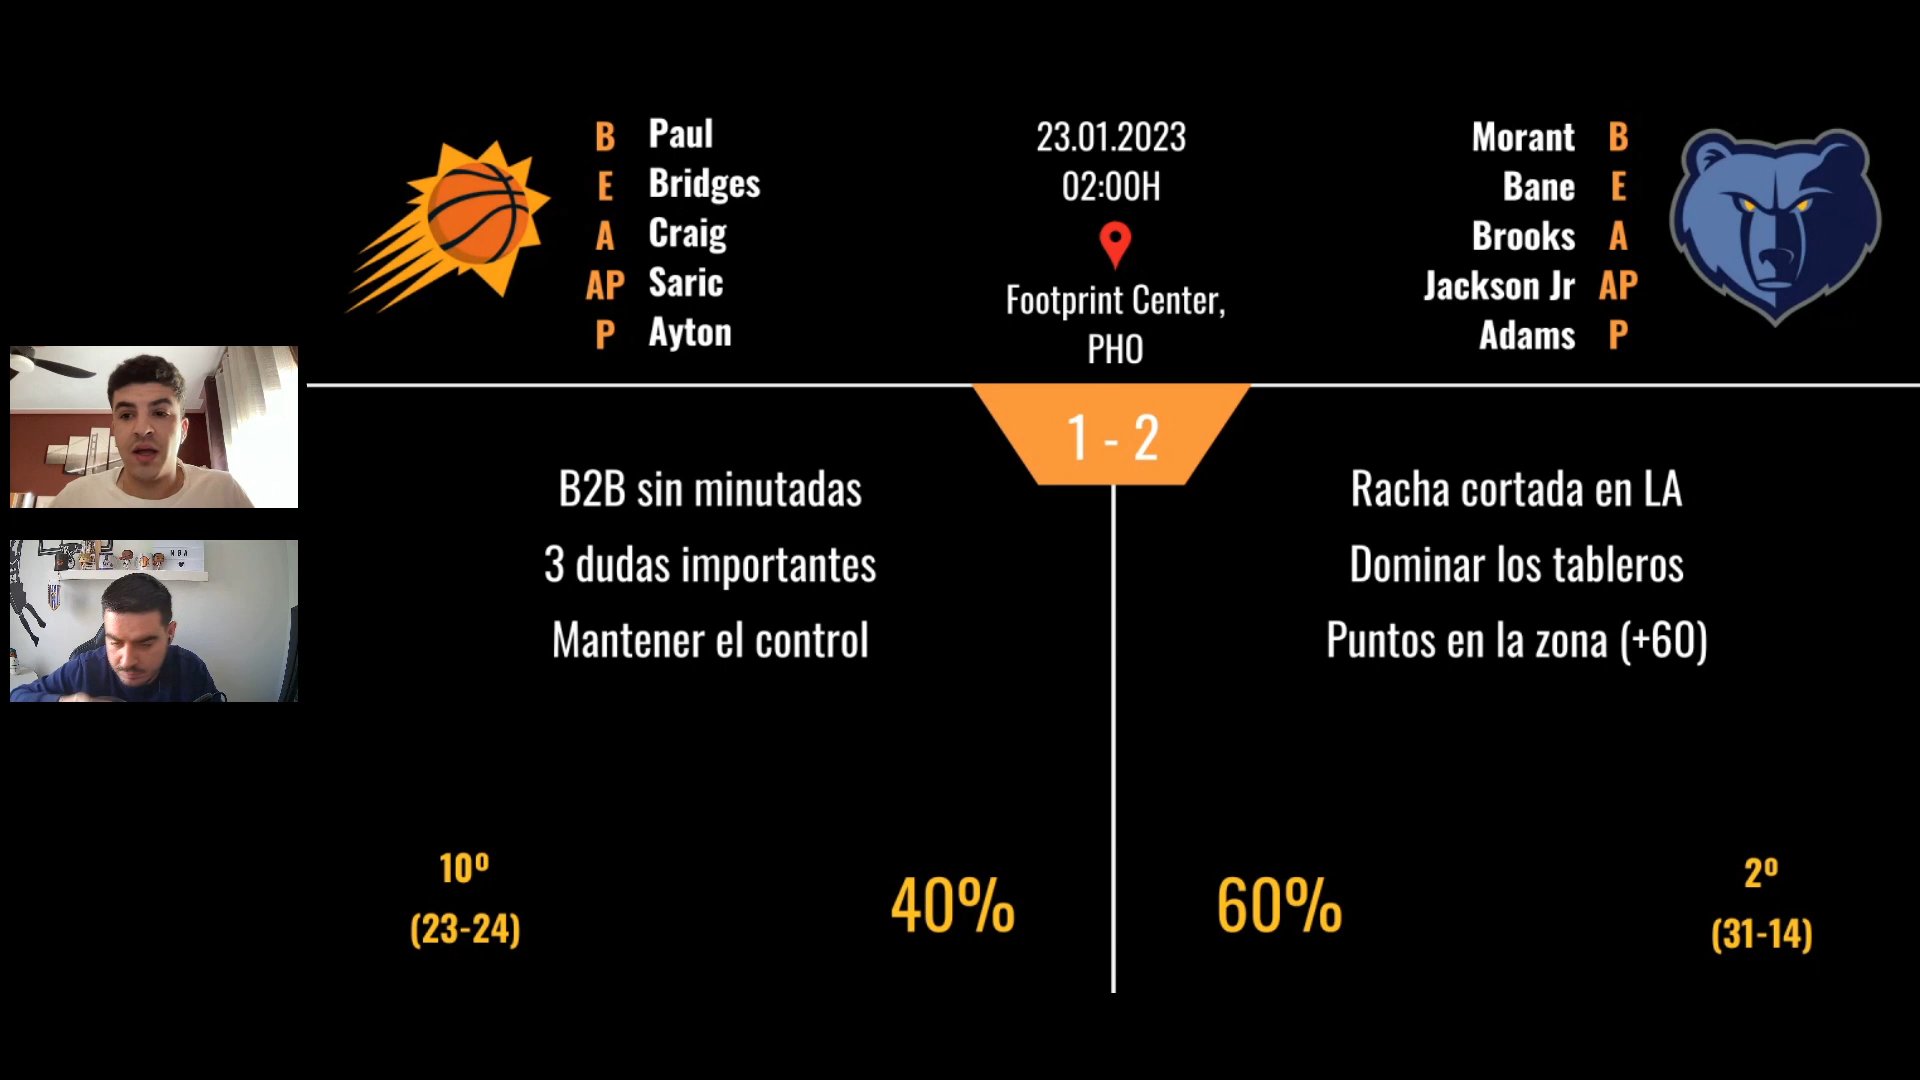 B Paul
E Bridges
A Craig
AP Saric
P Ayton
23.01.2023
02:00H
Footprint Center,
PHO
Morant B
Bane E
Brooks A
Jackson Jr AP
Adams P
1 - 2
B2B sin minutadas
3 dudas importantes
Mantener el control
Racha cortada en LA
Dominar los tableros
Puntos en la zona (+60)
10º
(23-24)
40%
60%
2º
(31-14)
NBA